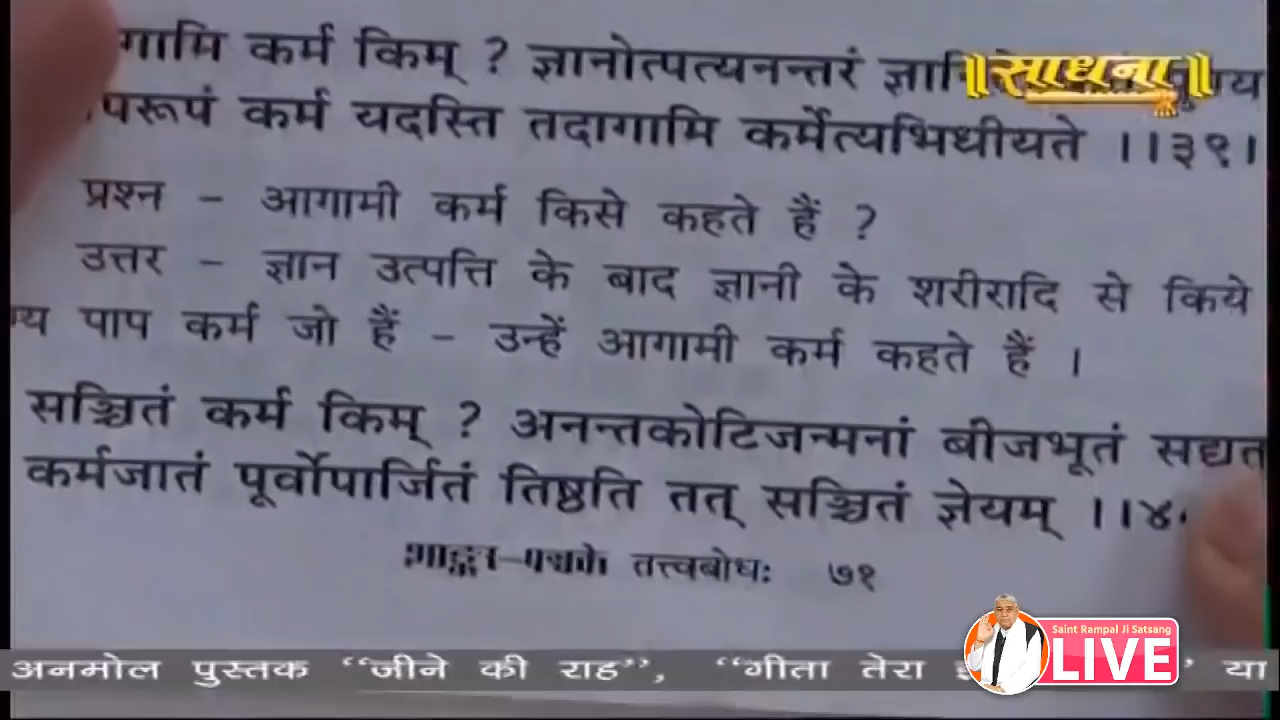 गामि कर्म किम् ? ज्ञानोत्पत्यनन्तरं
॥साधना॥
परूपं कर्म यदस्ति तदागामि कर्मेत्यभिधीयते ।।३९।
प्रश्न – आगामी कर्म किसे कहते हैं ?
उत्तर – ज्ञान उत्पत्ति के बाद ज्ञानी के शरीरादि से किये
पाप कर्म जो हैं – उन्हें आगामी कर्म कहते हैं ।
सञ्चितं कर्म किम् ? अनन्तकोटिजन्मनां बीजभूतं सद्यत
कर्मजातं पूर्वोपार्जितं तिष्ठति तत् सञ्चितं ज्ञेयम् ।।४
तत्त्वबोधः ७१
Saint Rampal Ji Satsang
LIVE
अनमोल पुस्तक “जीने की राह”, “गीता तेरा या